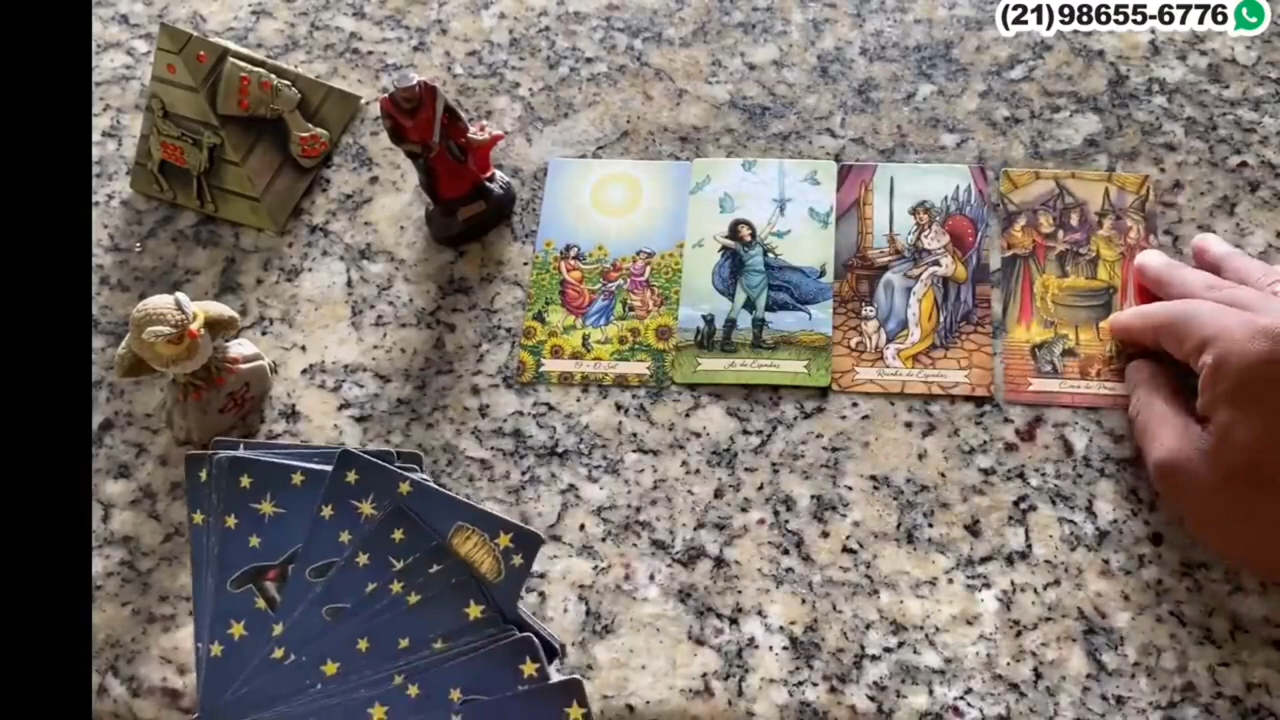 (21)98655-6776
19 • O Sol
Ás de Espadas
Rainha de Espadas